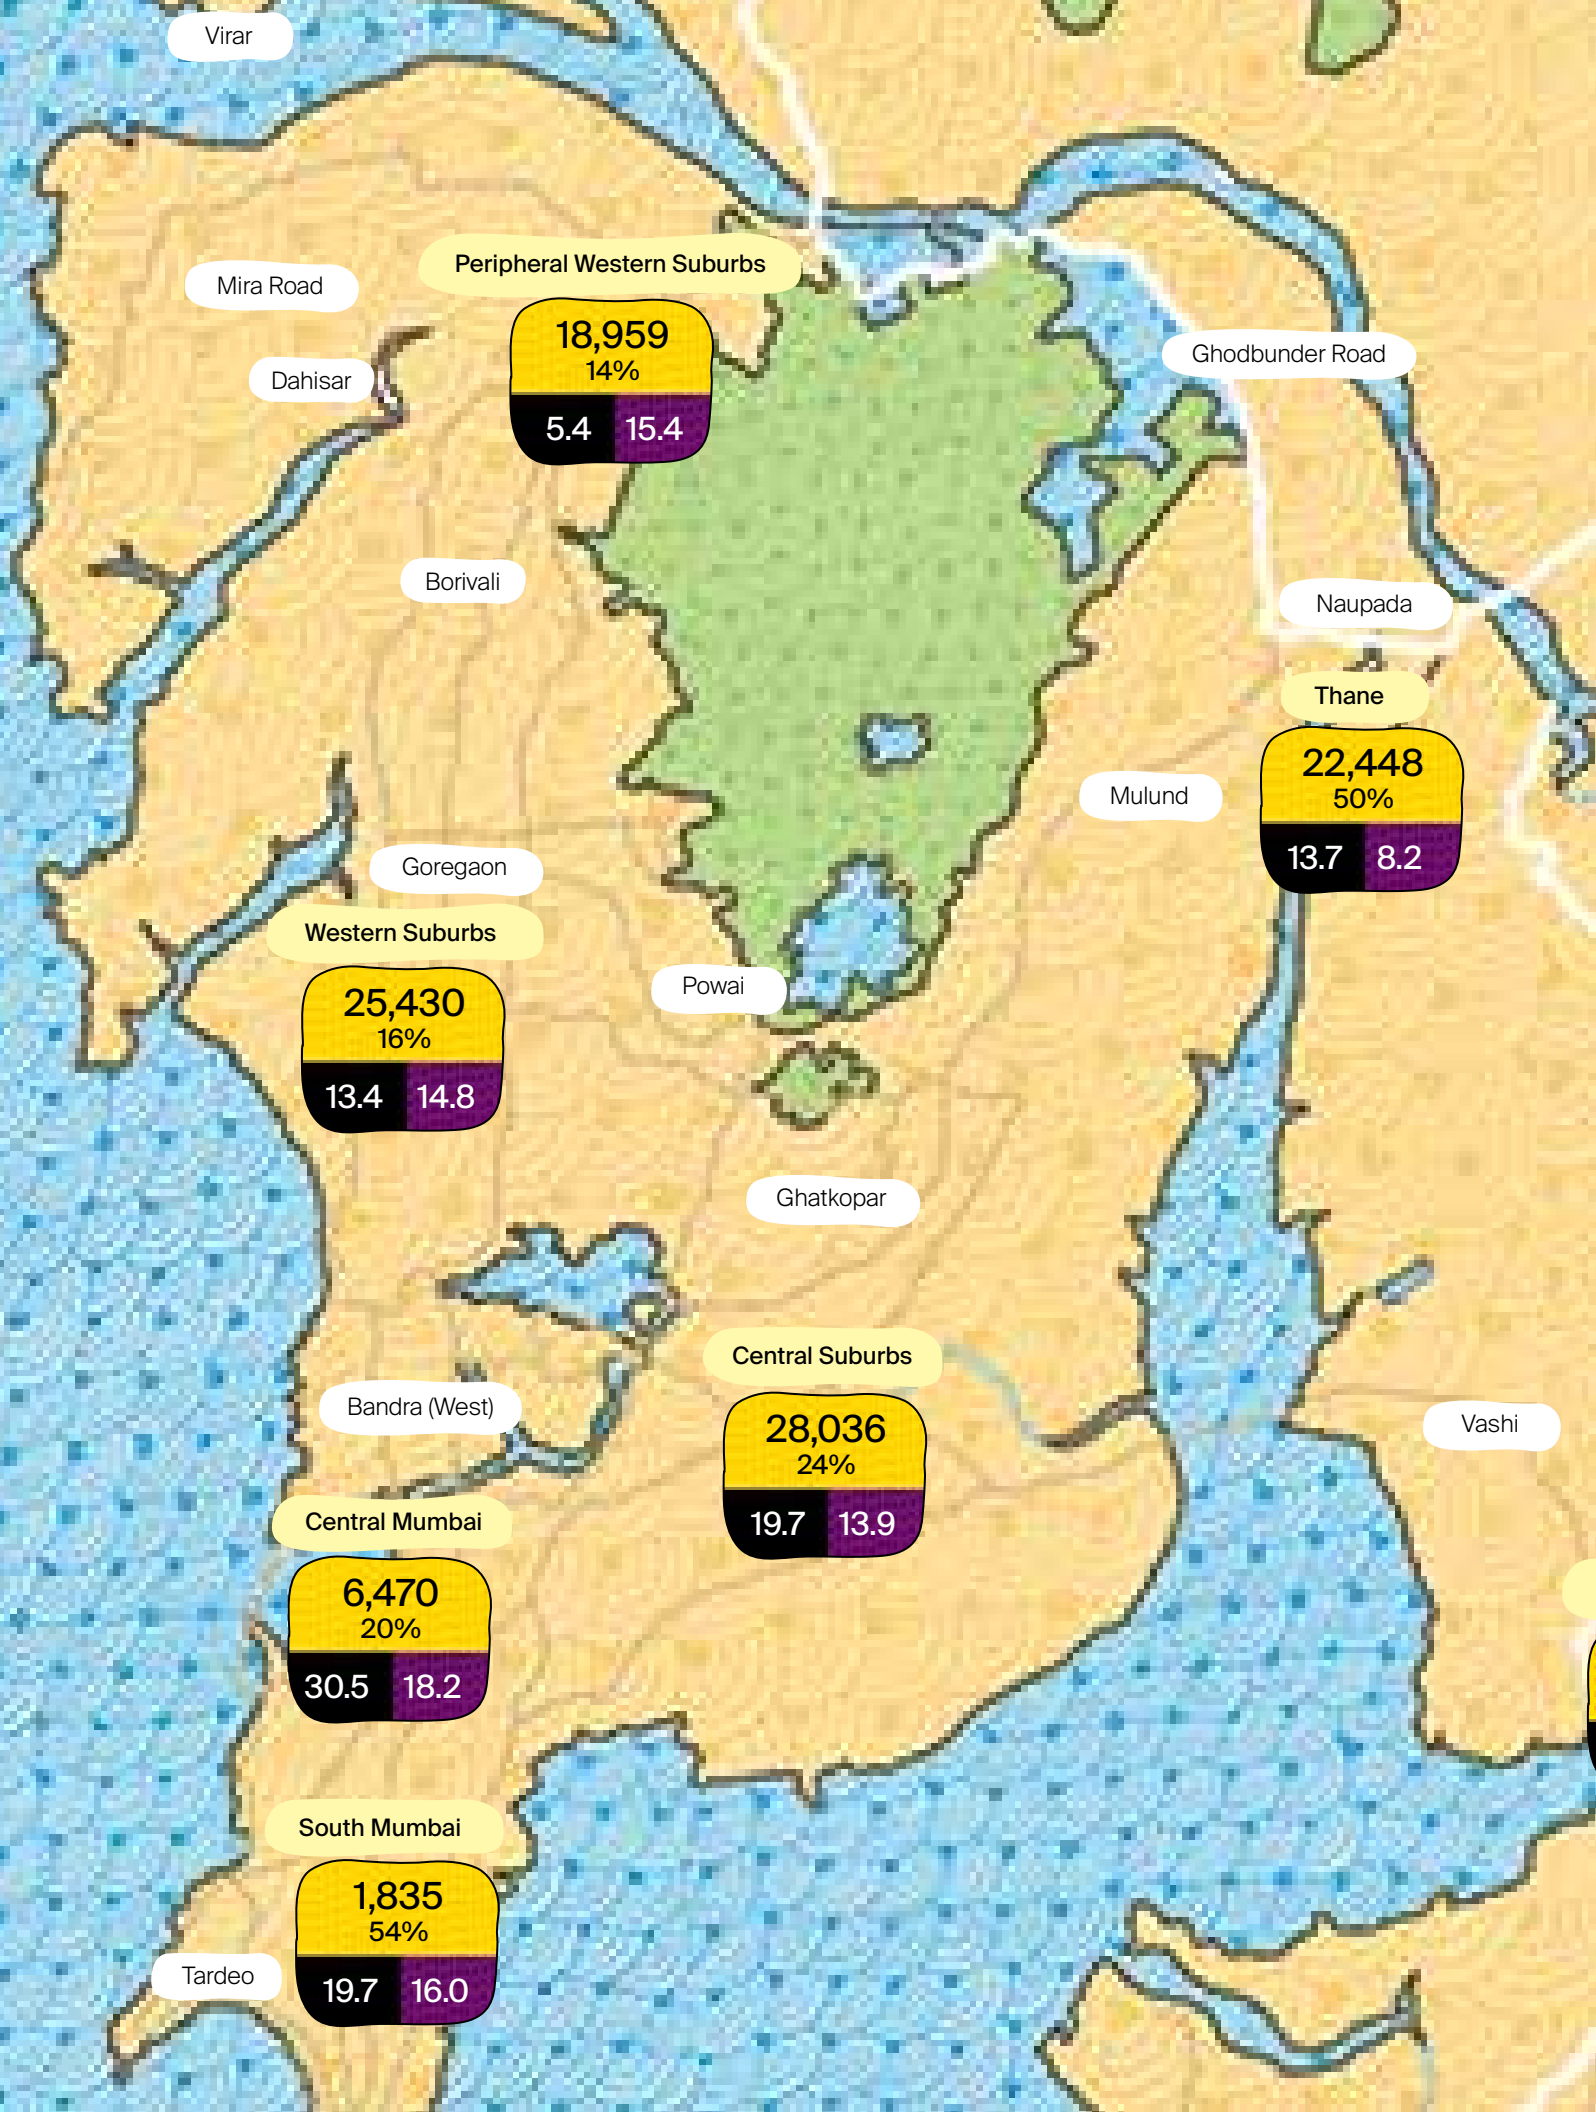 Virar
Peripheral Western Suburbs
Mira Road
18,959
14%
5.4 15.4
Ghodbunder Road
Dahisar
Borivali
Naupada
Thane
22,448
50%
13.7 8.2
Mulund
Goregaon
Western Suburbs
25,430
16%
13.4 14.8
Powai
Ghatkopar
Central Suburbs
28,036
24%
19.7 13.9
Bandra (West)
Vashi
Central Mumbai
6,470
20%
30.5 18.2
South Mumbai
1,835
54%
19.7 16.0
Tardeo